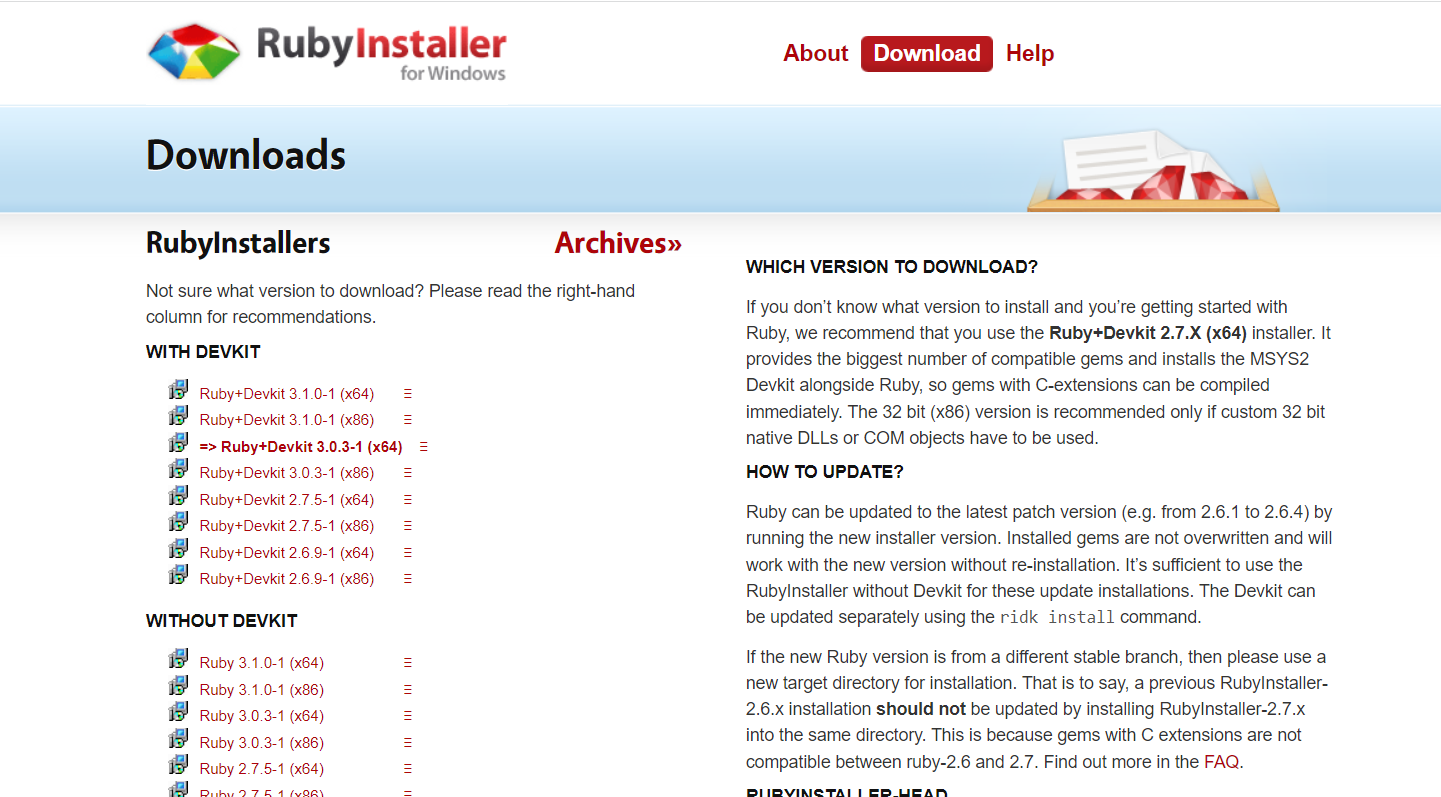 RubyInstaller
for Windows
About Download Help
Downloads
RubyInstallers
Archives»
Not sure what version to download? Please read the right-hand
column for recommendations.
WITH DEVKIT
Ruby+Devkit 3.1.0-1 (x64)
Ruby+Devkit 3.1.0-1 (x86)
=> Ruby+Devkit 3.0.3-1 (x64)
Ruby+Devkit 3.0.3-1 (x86)
Ruby+Devkit 2.7.5-1 (x64)
Ruby+Devkit 2.7.5-1 (x86)
Ruby+Devkit 2.6.9-1 (x64)
Ruby+Devkit 2.6.9-1 (x86)
WITHOUT DEVKIT
Ruby 3.1.0-1 (x64)
Ruby 3.1.0-1 (x86)
Ruby 3.0.3-1 (x64)
Ruby 3.0.3-1 (x86)
Ruby 2.7.5-1 (x64)
Ruby 2.7.5-1 (x86)
WHICH VERSION TO DOWNLOAD?
If you don’t know what version to install and you’re getting started with
Ruby, we recommend that you use the Ruby+Devkit 2.7.X (x64) installer. It
provides the biggest number of compatible gems and installs the MSYS2
Devkit alongside Ruby, so gems with C-extensions can be compiled
immediately. The 32 bit (x86) version is recommended only if custom 32 bit
native DLLs or COM objects have to be used.
HOW TO UPDATE?
Ruby can be updated to the latest patch version (e.g. from 2.6.1 to 2.6.4) by
running the new installer version. Installed gems are not overwritten and will
work with the new version without re-installation. It’s sufficient to use the
RubyInstaller without Devkit for these update installations. The Devkit can
be updated separately using the ridk install command.
If the new Ruby version is from a different stable branch, then please use a
new target directory for installation. That is to say, a previous RubyInstaller-
2.6.x installation should not be updated by installing RubyInstaller-2.7.x
into the same directory. This is because gems with C extensions are not
compatible between ruby-2.6 and 2.7. Find out more in the FAQ.
RUBYINSTALLER-HEAD